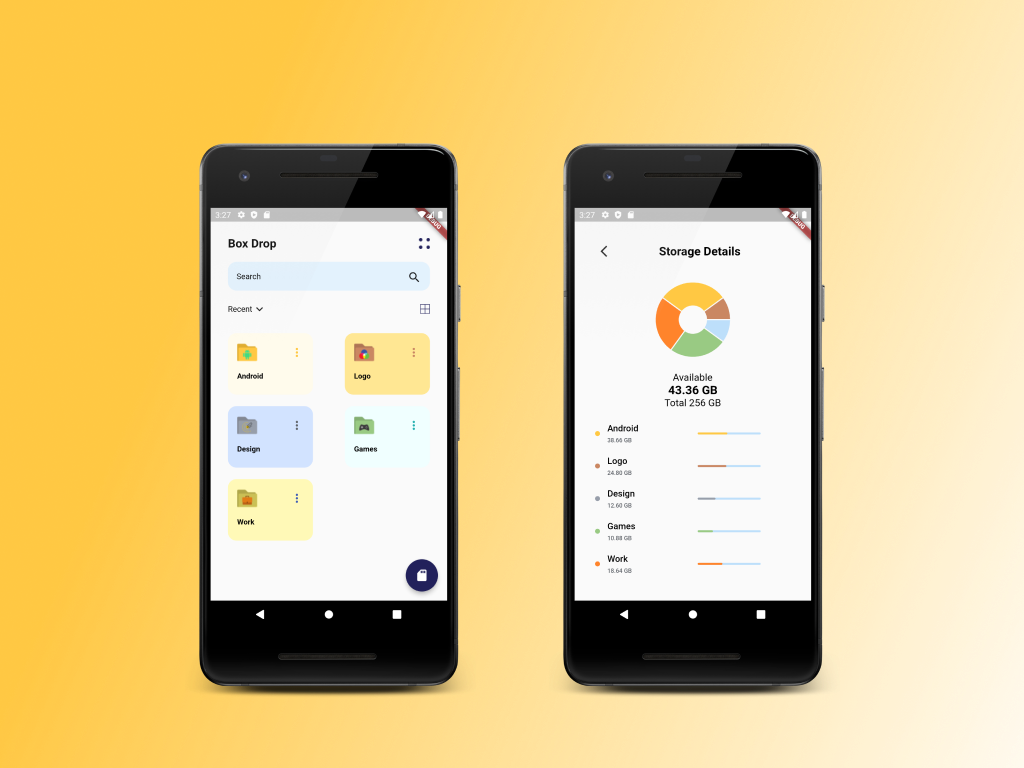 3:27
Box Drop
Search
Recent
Android
Logo
Design
Games
Work
3:27
Storage Details
Available
43.36 GB
Total 256 GB
Android
38.66 GB
Logo
24.80 GB
Design
12.60 GB
Games
10.88 GB
Work
18.64 GB